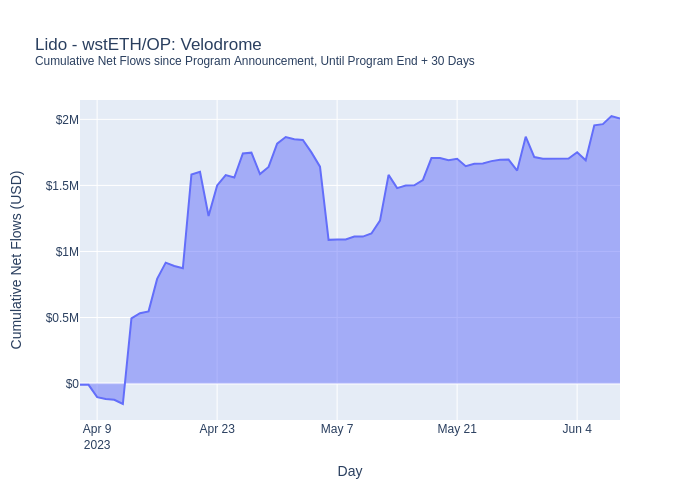 Lido - wstETH/OP: Velodrome
Cumulative Net Flows since Program Announcement, Until Program End + 30 Days
Cumulative Net Flows (USD)
$2M
$1.5M
$1M
$0.5M
$0
Apr 9
2023
Apr 23
May 7
May 21
Jun 4
Day